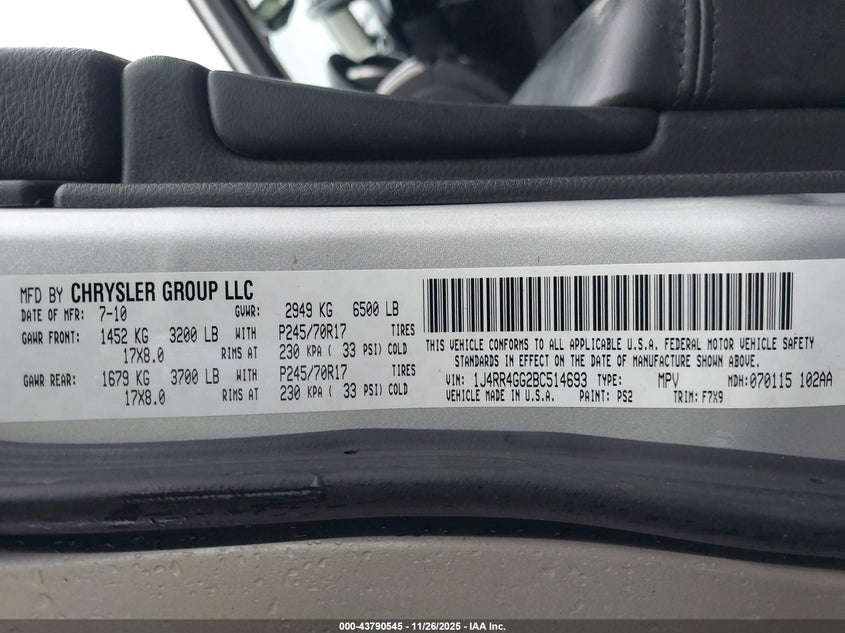 MFD BY CHRYSLER GROUP LLC
DATE OF MFR: 7-10 GVWR: 2949 KG 6500 LB
GAWR FRONT: 1452 KG 3200 LB WITH P245/70R17 TIRES
17X8.0 RIMS AT 230 KPA ( 33 PSI) COLD
GAWR REAR: 1679 KG 3700 LB WITH P245/70R17 TIRES
17X8.0 RIMS AT 230 KPA ( 33 PSI) COLD
THIS VEHICLE CONFORMS TO ALL APPLICABLE U.S.A. FEDERAL MOTOR VEHICLE SAFETY
STANDARDS IN EFFECT ON THE DATE OF MANUFACTURE SHOWN ABOVE.
VIN: 1J4RR4GG2BC514693 TYPE: MPV MDH:070115 102AA
VEHICLE MADE IN U.S.A. PAINT: PS2 TRIM: F7X9
000-43790545 - 11/26/2025 - IAA Inc.